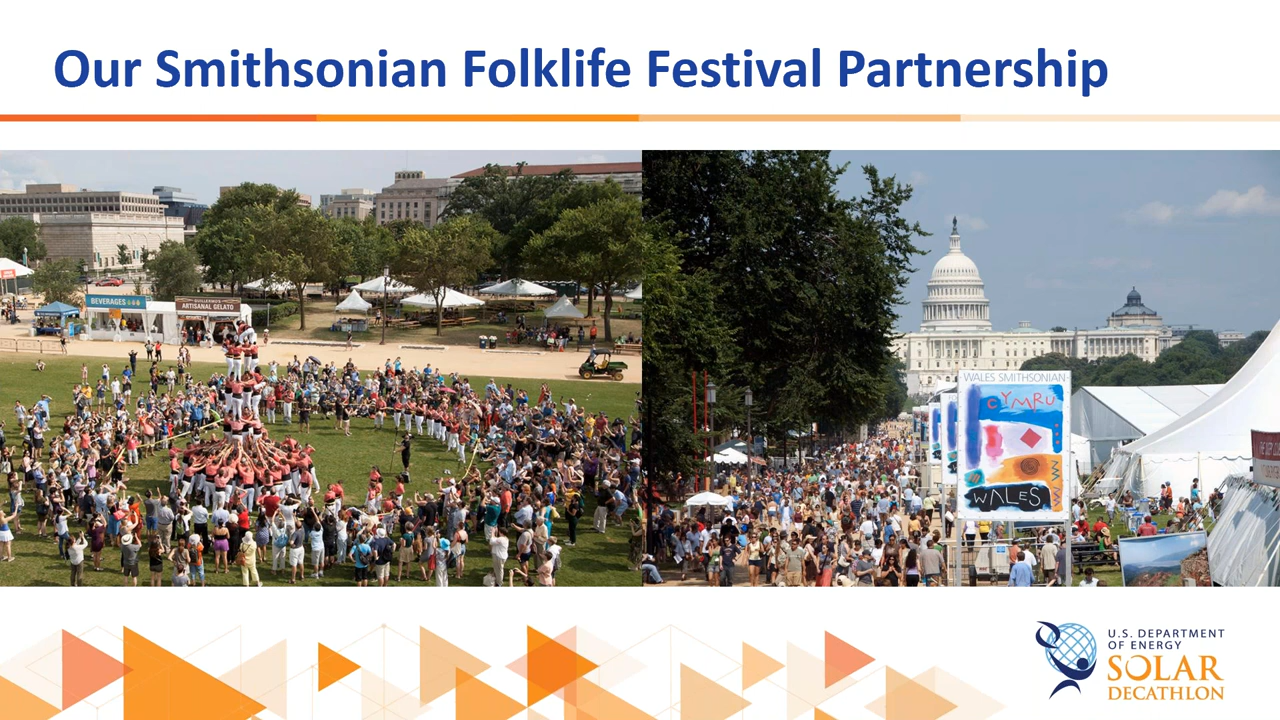 Our Smithsonian Folklife Festival Partnership
BEVERAGES
ARTISANAL GELATO
WALES SMITHSONIAN
CYMRU
WALES
U.S. DEPARTMENT
OF ENERGY
SOLAR
DECATHLON